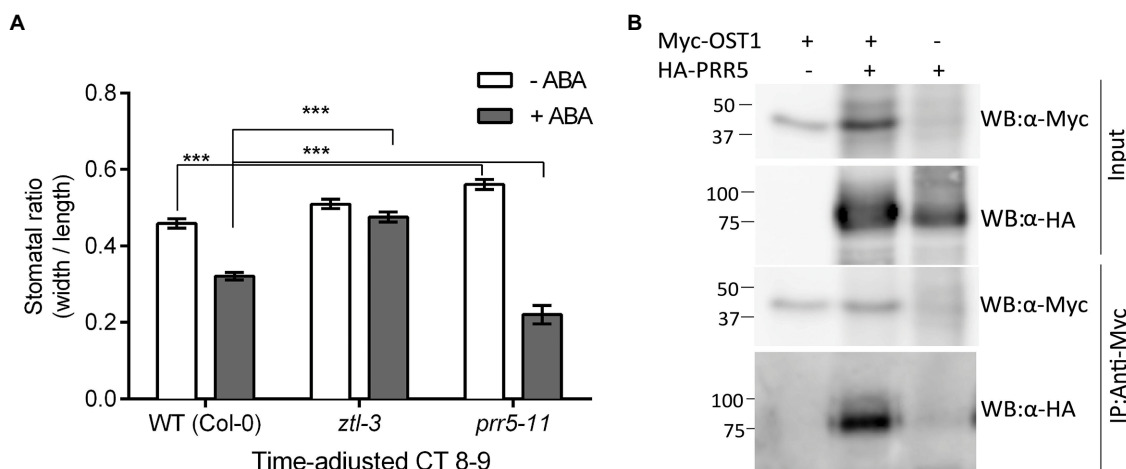 A
Stomatal ratio
(width / length)
0.8
0.6
0.4
0.2
0.0
- ABA
+ ABA
***
***
***
WT (Col-0)
ztl-3
prr5-11
Time-adjusted CT 8-9
B
Myc-OST1 + + -
HA-PRR5 - + +
50
37
WB:α-Myc
100
75
WB:α-HA
Input
50
37
WB:α-Myc
100
75
WB:α-HA
IP:Anti-Myc